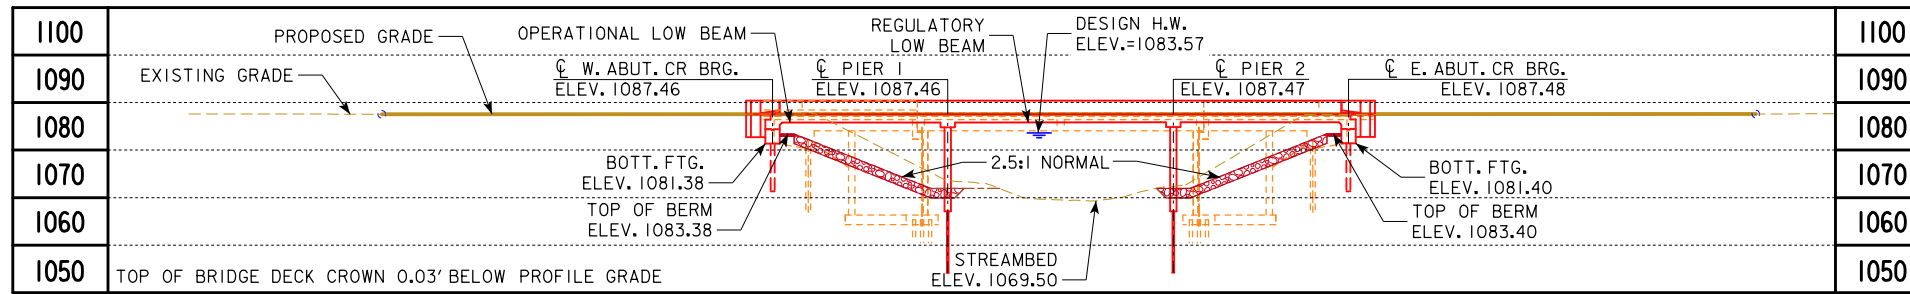 1100
1090
1080
1070
1060
1050
PROPOSED GRADE
EXISTING GRADE
OPERATIONAL LOW BEAM
REGULATORY
LOW BEAM
DESIGN H.W.
ELEV.=1083.57
℄ W. ABUT. CR BRG.
ELEV. 1087.46
℄ PIER 1
ELEV. 1087.46
℄ PIER 2
ELEV. 1087.47
℄ E. ABUT. CR BRG.
ELEV. 1087.48
BOTT. FTG.
ELEV. 1081.38
TOP OF BERM
ELEV. 1083.38
2.5:1 NORMAL
BOTT. FTG.
ELEV. 1081.40
TOP OF BERM
ELEV. 1083.40
STREAMBED
ELEV. 1069.50
TOP OF BRIDGE DECK CROWN 0.03' BELOW PROFILE GRADE
1100
1090
1080
1070
1060
1050